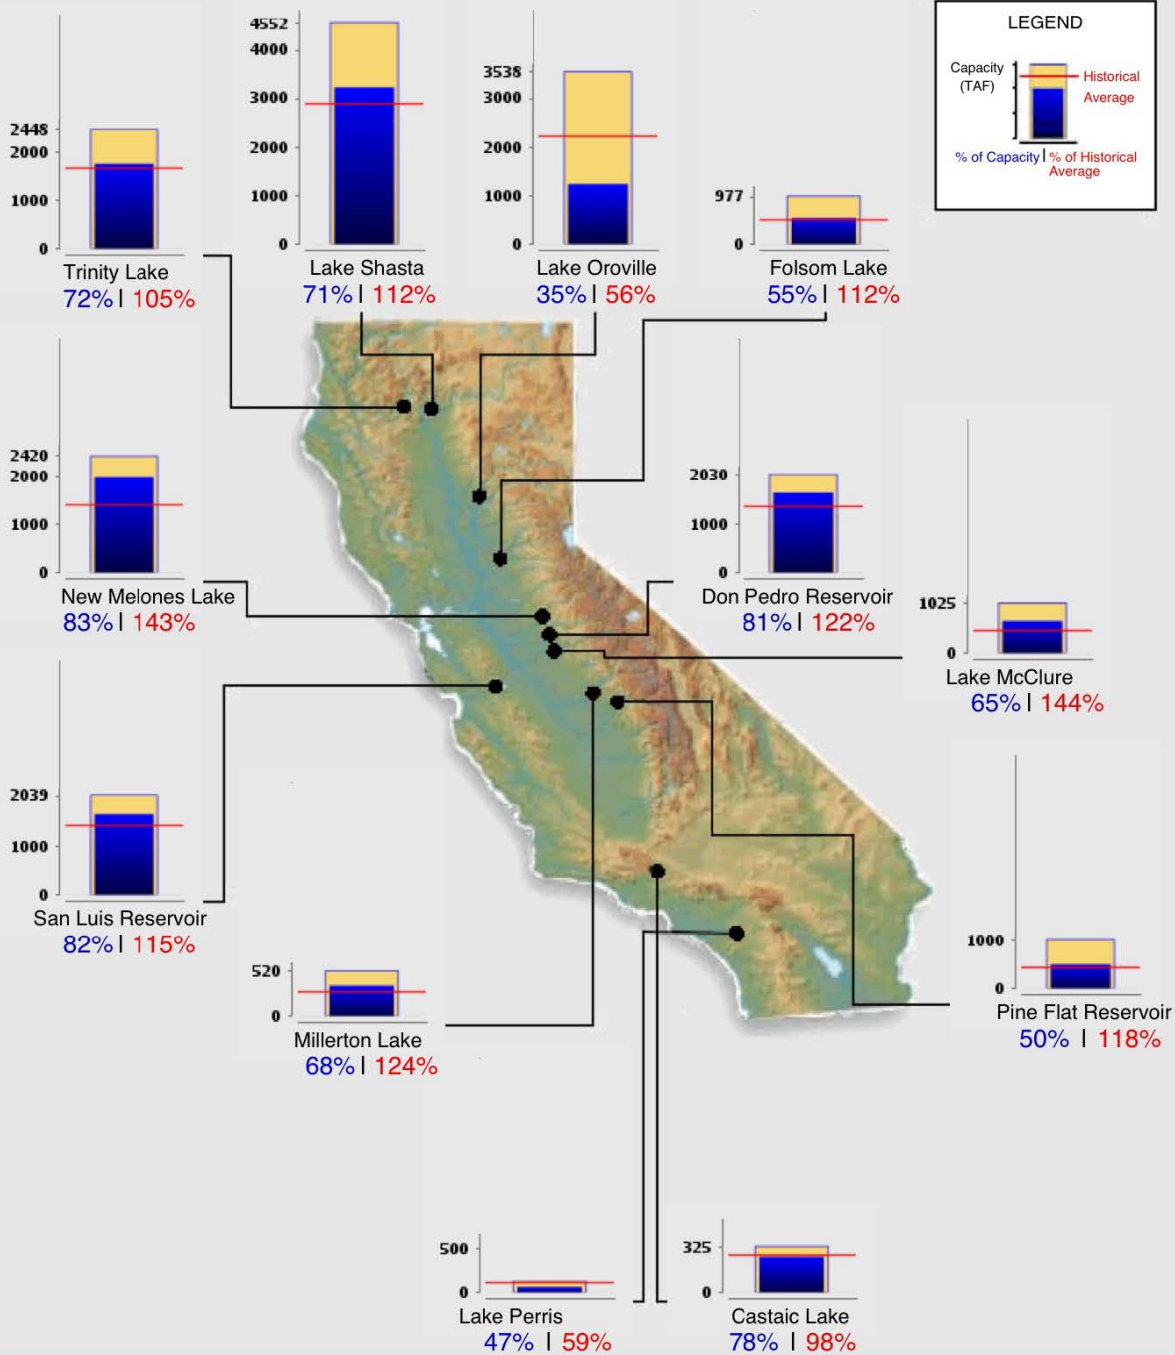 4552
4000
3000
2000
1000
0
Lake Shasta
71% | 112%
3538
3000
2000
1000
0
Lake Oroville
35% | 56%
LEGEND
Capacity
(TAF)
Historical
Average
% of Capacity | % of Historical
Average
2448
2000
1000
0
Trinity Lake
72% | 105%
977
0
Folsom Lake
55% | 112%
2420
2000
1000
0
New Melones Lake
83% | 143%
2030
1000
0
Don Pedro Reservoir
81% | 122%
1025
0
Lake McClure
65% | 144%
2039
1000
0
San Luis Reservoir
82% | 115%
1000
0
Pine Flat Reservoir
50% | 118%
520
0
Millerton Lake
68% | 124%
500
0
Lake Perris
47% | 59%
325
0
Castaic Lake
78% | 98%